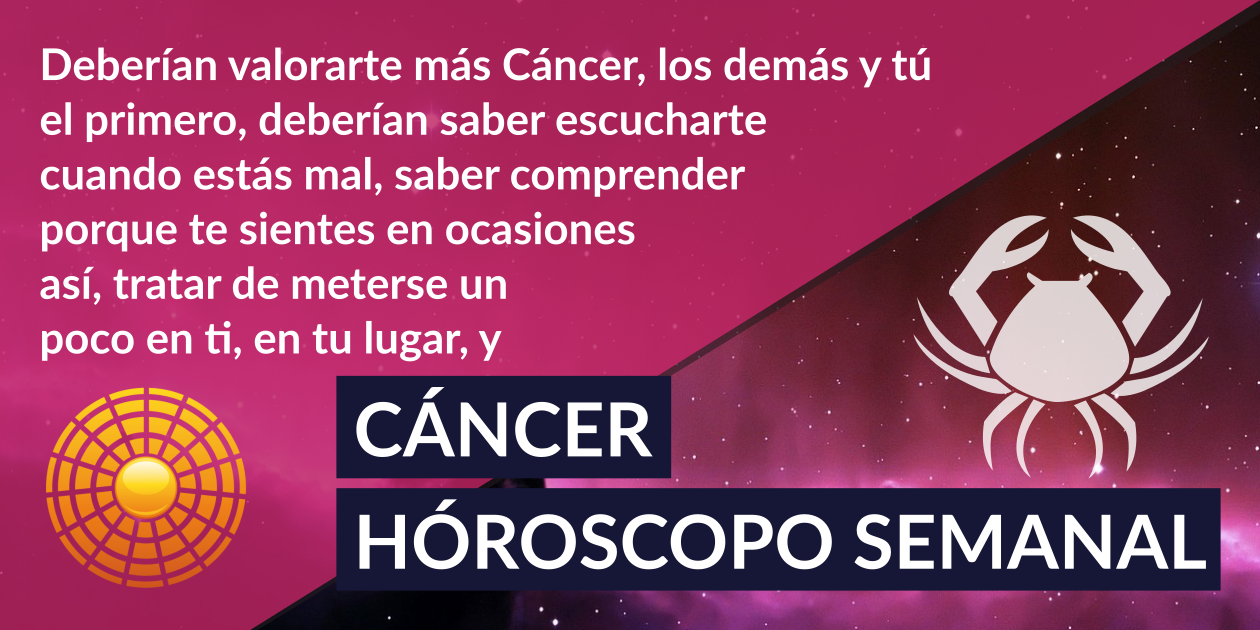 Deberían valorarte más Cáncer, los demás y tú
el primero, deberían saber escucharte
cuando estás mal, saber comprender
porque te sientes en ocasiones
así, tratar de meterse un
poco en ti, en tu lugar, y
CÁNCER
HÓROSCOPO SEMANAL